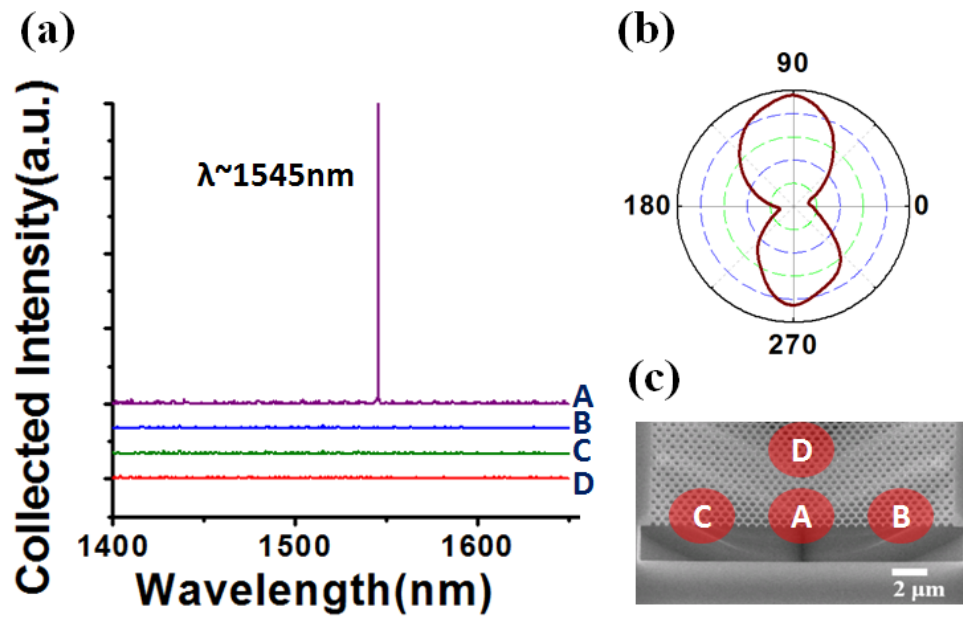 (a)
Collected Intensity(a.u.)
λ~1545nm
A
B
C
D
1400
1500
1600
Wavelength(nm)
(b)
90
180
0
270
(c)
D
C
A
B
2 μm